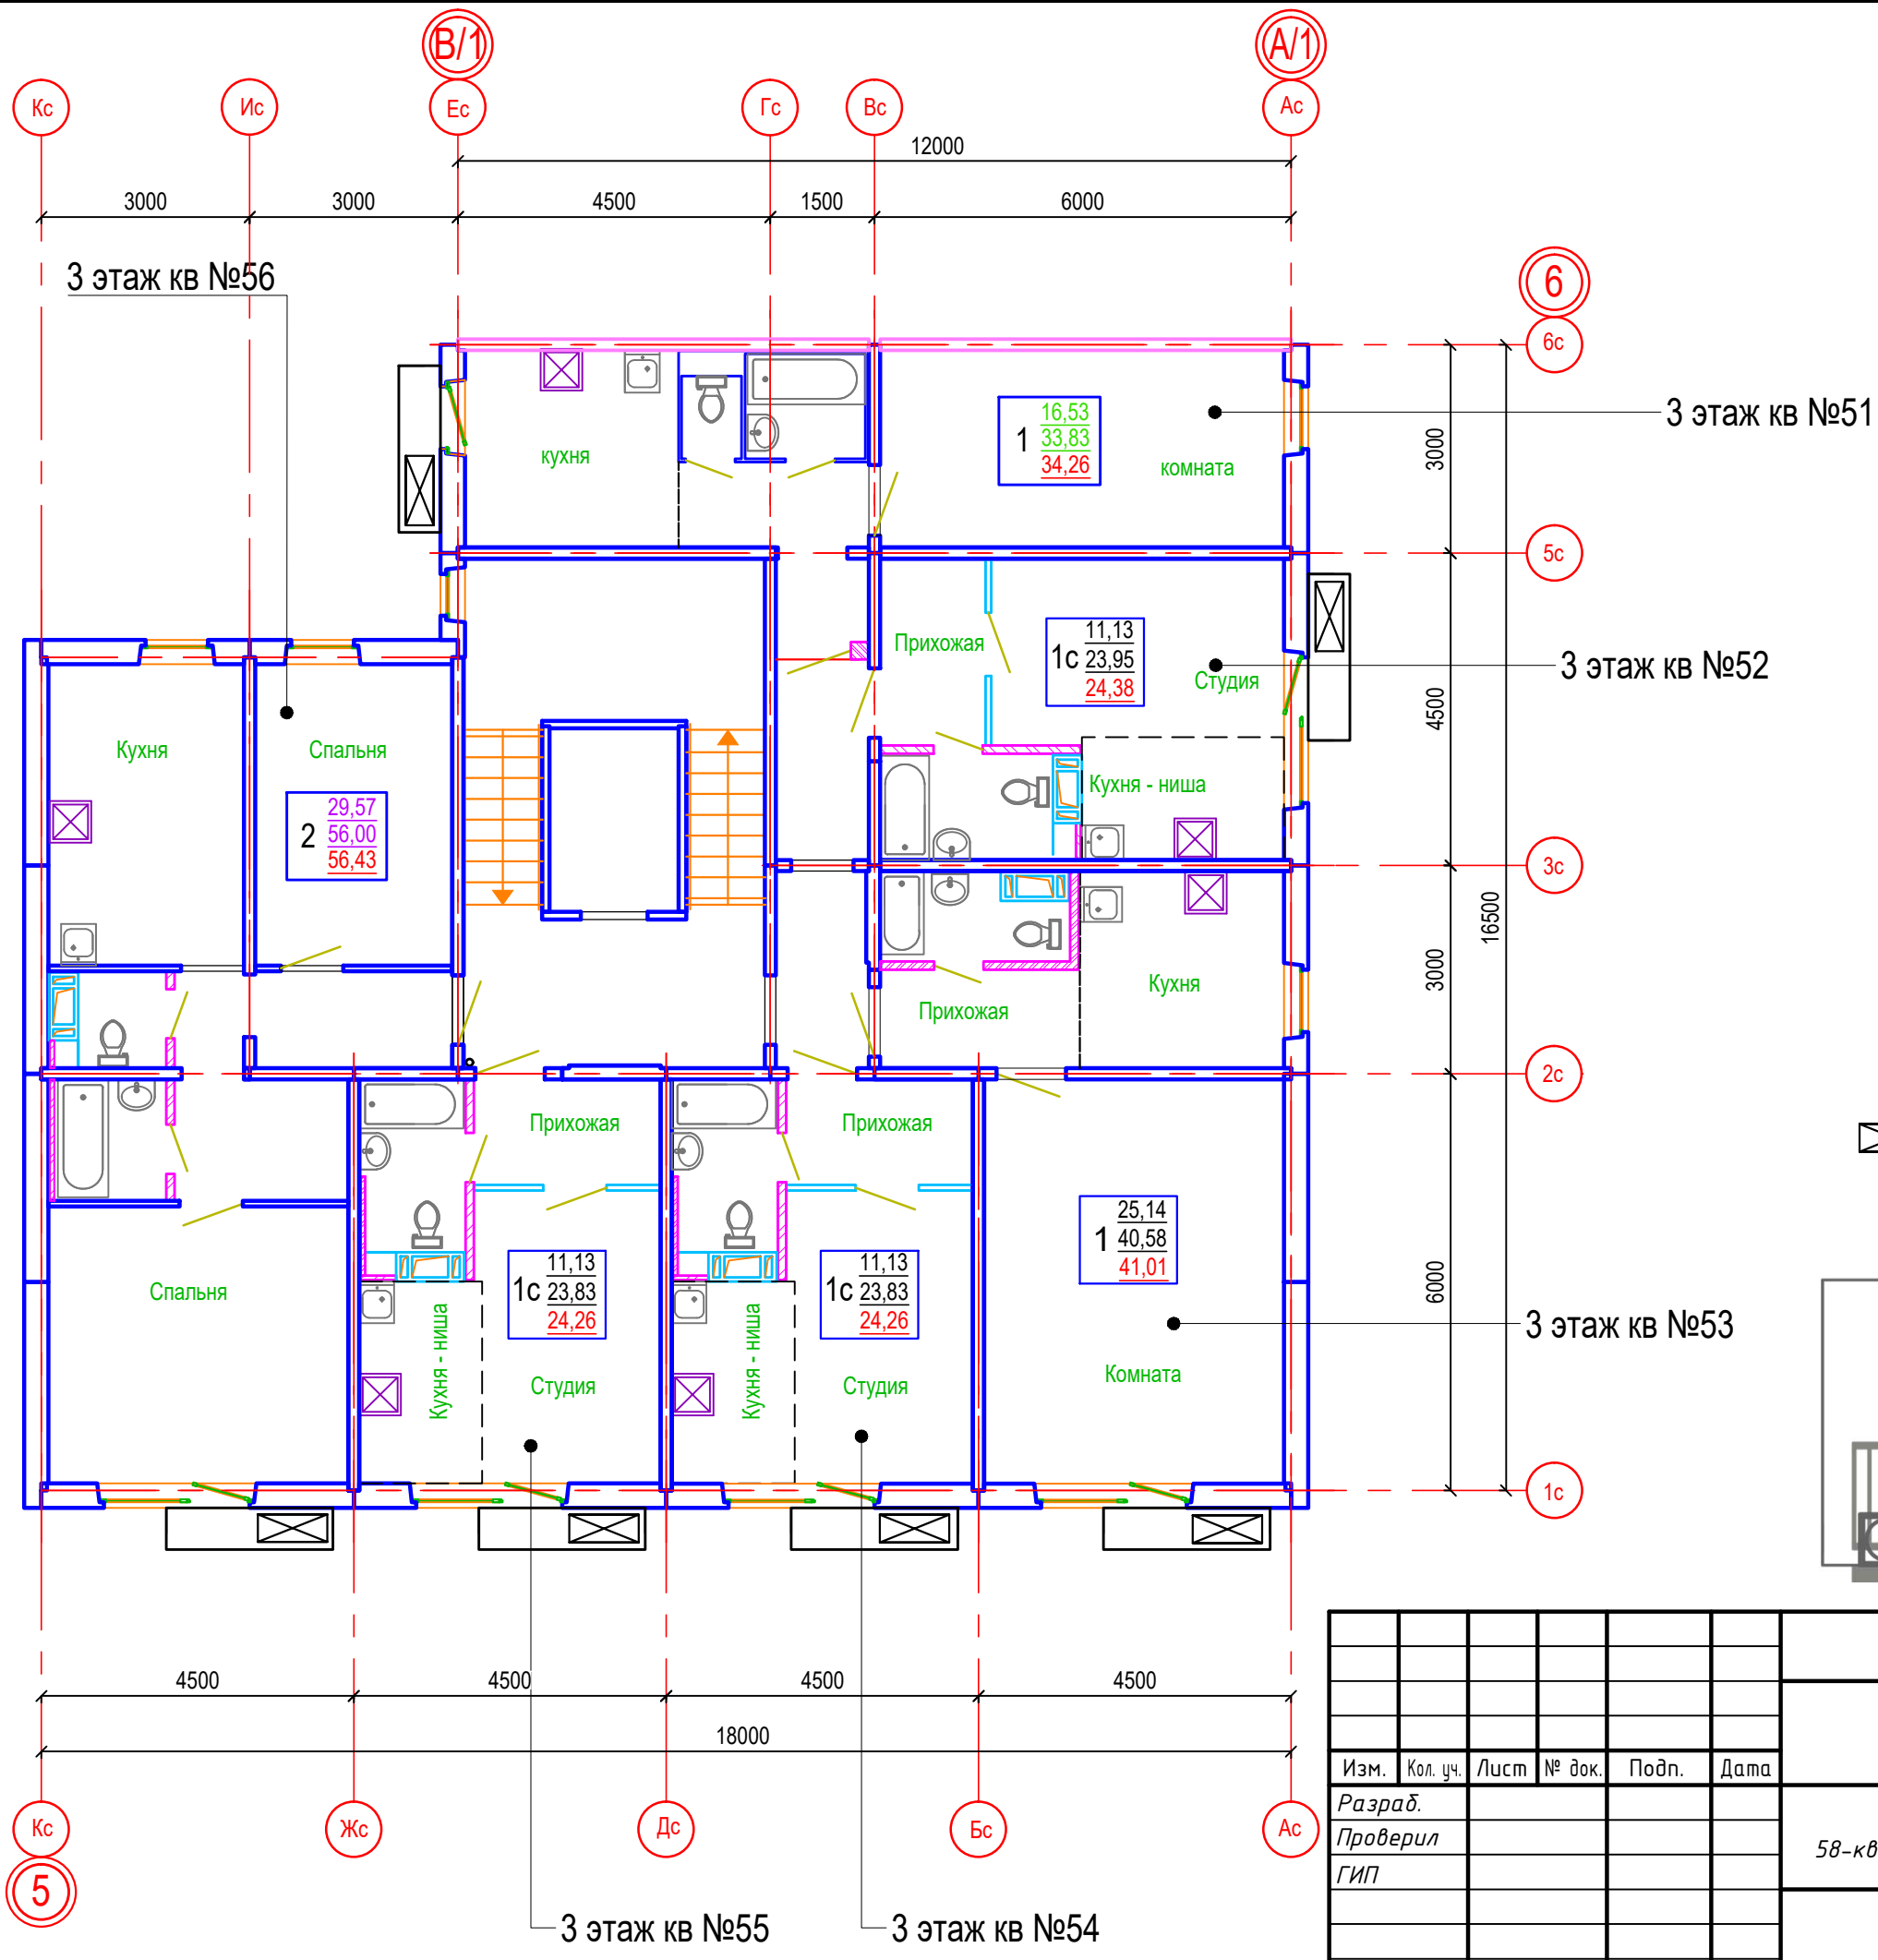 В/1
А/1
Кс
Ис
Ес
Гс
Вс
Ас
12000
3000
3000
4500
1500
6000
3 этаж кв №56
6
6с
3 этаж кв №51
16,53
1
33,83
34,26
кухня
комната
3000
5с
Прихожая
11,13
1с
23,95
24,38
Студия
3 этаж кв №52
4500
Кухня
Спальня
Кухня - ниша
29,57
2
56,00
56,43
3с
16500
3000
Кухня
Прихожая
2с
Прихожая
Прихожая
25,14
1
40,58
41,01
11,13
1с
23,83
24,26
11,13
1с
23,83
24,26
Спальня
6000
3 этаж кв №53
Кухня - ниша
Студия
Кухня - ниша
Студия
Комната
1с
4500
4500
4500
4500
18000
Изм.
Кол. уч.
Лист
№ док.
Подп.
Дата
Разраб.
Проверил
ГИП
58-кв
Кс
Жс
Дс
Бс
Ас
5
3 этаж кв №55
3 этаж кв №54